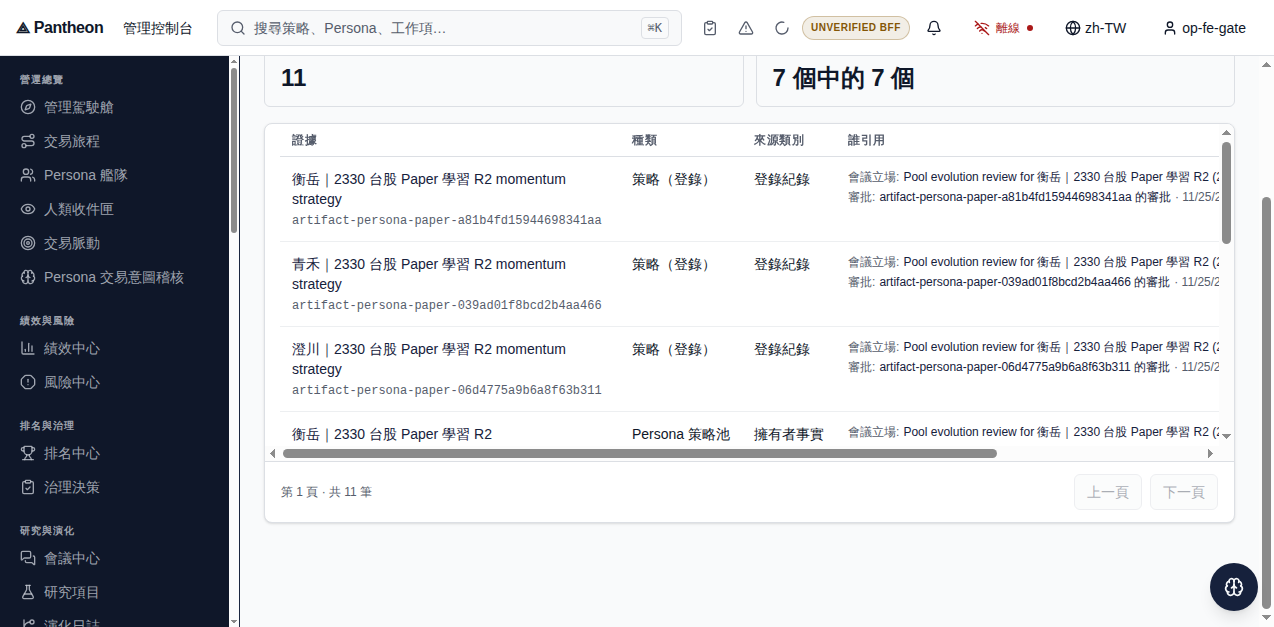 Pantheon 管理控制台 搜尋策略、Persona、工作項… ⌘K UNVERIFIED BFF 離線 zh-TW op-fe-gate
營運總覽
管理駕駛艙
交易旅程
Persona 艦隊
人類收件匣
交易脈動
Persona 交易意圖稽核
績效與風險
績效中心
風險中心
排名與治理
排名中心
治理決策
研究與演化
會議中心
研究項目
演化日誌
11
7 個中的 7 個
證據 種類 來源類別 誰引用
衡岳｜2330 台股 Paper 學習 R2 momentum
strategy
artifact-persona-paper-a81b4fd15944698341aa
策略（登錄）
登錄紀錄
會議立場: Pool evolution review for 衡岳｜2330 台股 Paper 學習 R2 (2
審批: artifact-persona-paper-a81b4fd15944698341aa 的審批 · 11/25/2
青禾｜2330 台股 Paper 學習 R2 momentum
strategy
artifact-persona-paper-039ad01f8bcd2b4aa466
策略（登錄）
登錄紀錄
會議立場: Pool evolution review for 衡岳｜2330 台股 Paper 學習 R2 (2
審批: artifact-persona-paper-039ad01f8bcd2b4aa466 的審批 · 11/25/2
澄川｜2330 台股 Paper 學習 R2 momentum
strategy
artifact-persona-paper-06d4775a9b6a8f63b311
策略（登錄）
登錄紀錄
會議立場: Pool evolution review for 衡岳｜2330 台股 Paper 學習 R2 (2
審批: artifact-persona-paper-06d4775a9b6a8f63b311 的審批 · 11/25/2
衡岳｜2330 台股 Paper 學習 R2
Persona 策略池
擁有者事實
會議立場: Pool evolution review for 衡岳｜2330 台股 Paper 學習 R2 (2
第 1 頁 · 共 11 筆
上一頁
下一頁